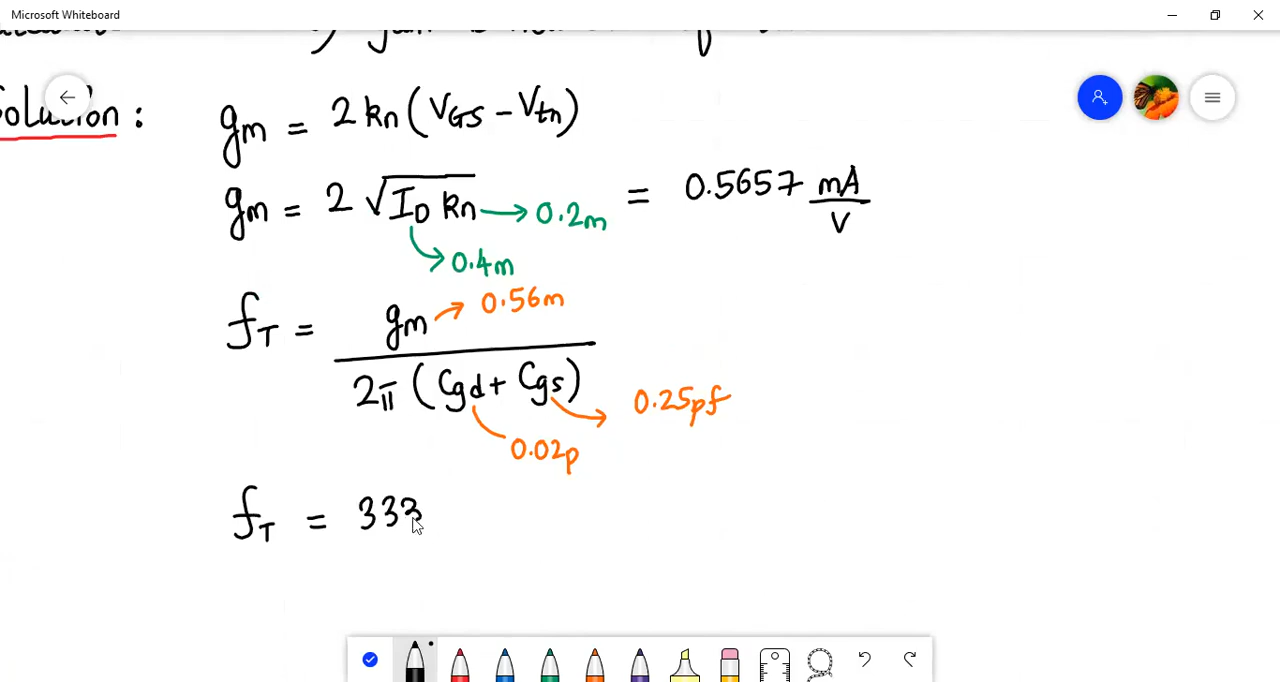 Microsoft Whiteboard
Solution :
gm = 2 kn (VGS - Vtn)
gm = 2 √ID kn → 0.2m = 0.5657 mA/V
0.4m
fT = gm → 0.56m
2π (Cgd + Cgs)
0.25pf
0.02p
fT = 333